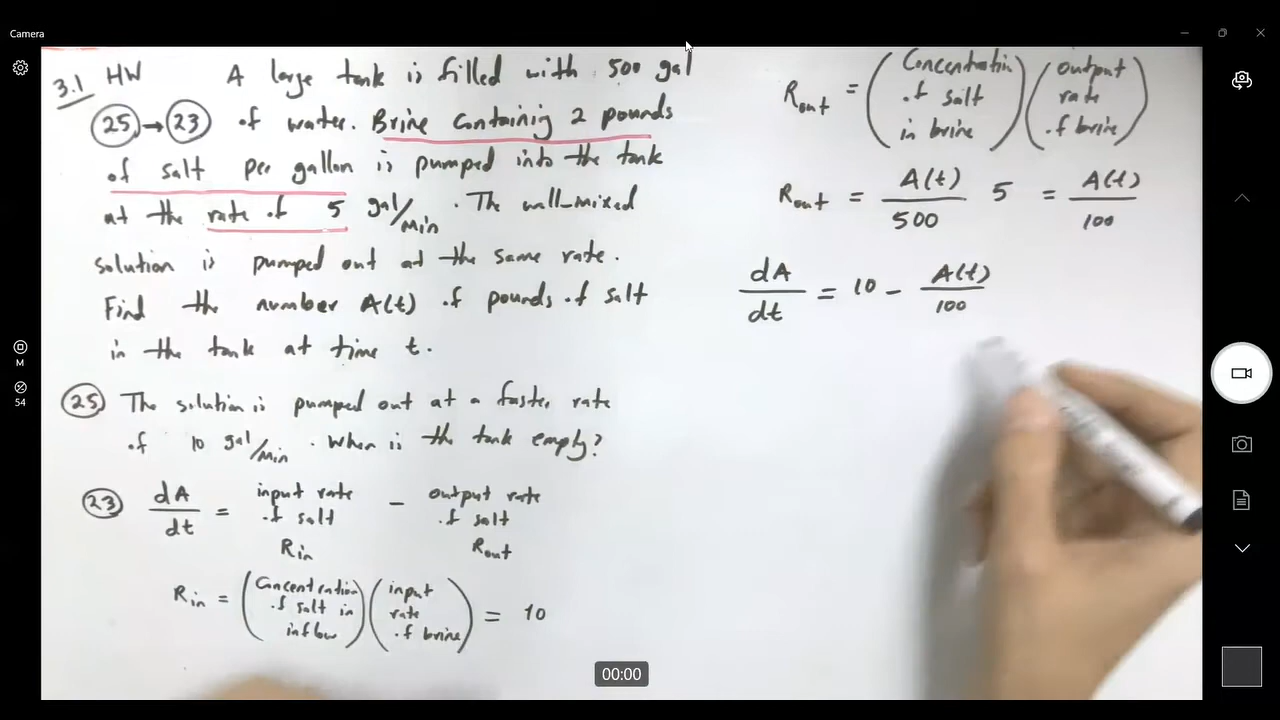 Camera
3.1 HW A large tank is filled with 500 gal
25 → 23 of water. Brine Containing 2 pounds
of salt per gallon is pumped into the tank
at the rate of 5 gal/min. The well-mixed
solution is pumped out at the same rate.
Find the number A(t) of pounds of salt
in the tank at time t.
25 The solution is pumped out at a faster rate
of 10 gal/min. When is the tank empty?
23 dA/dt = input rate of salt - output rate of salt
Rin Rout
Rin = (Concentration of salt in inflow) (input rate of brine) = 10
Rout = (Concentration of salt in brine) (output rate of brine)
Rout = A(t)/500 5 = A(t)/100
dA/dt = 10 - A(t)/100
M
54
00:00